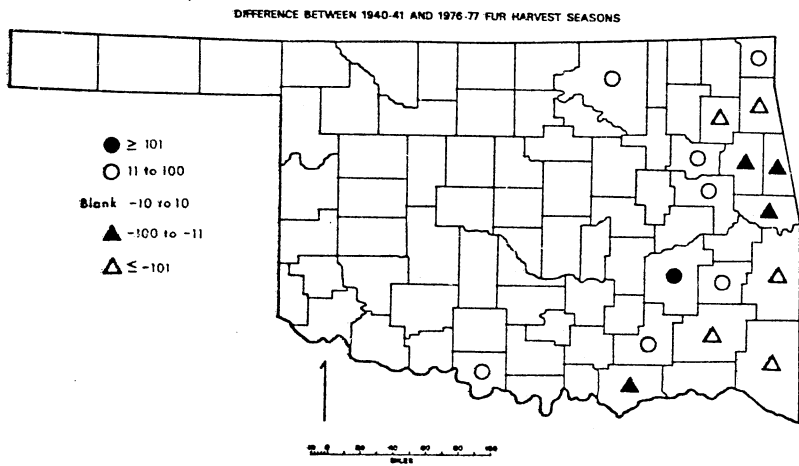 DIFFERENCE BETWEEN 1940-41 AND 1976-77 FUR HARVEST SEASONS
≥ 101
11 to 100
Blank -10 to 10
-100 to -11
≤ -101
MILES